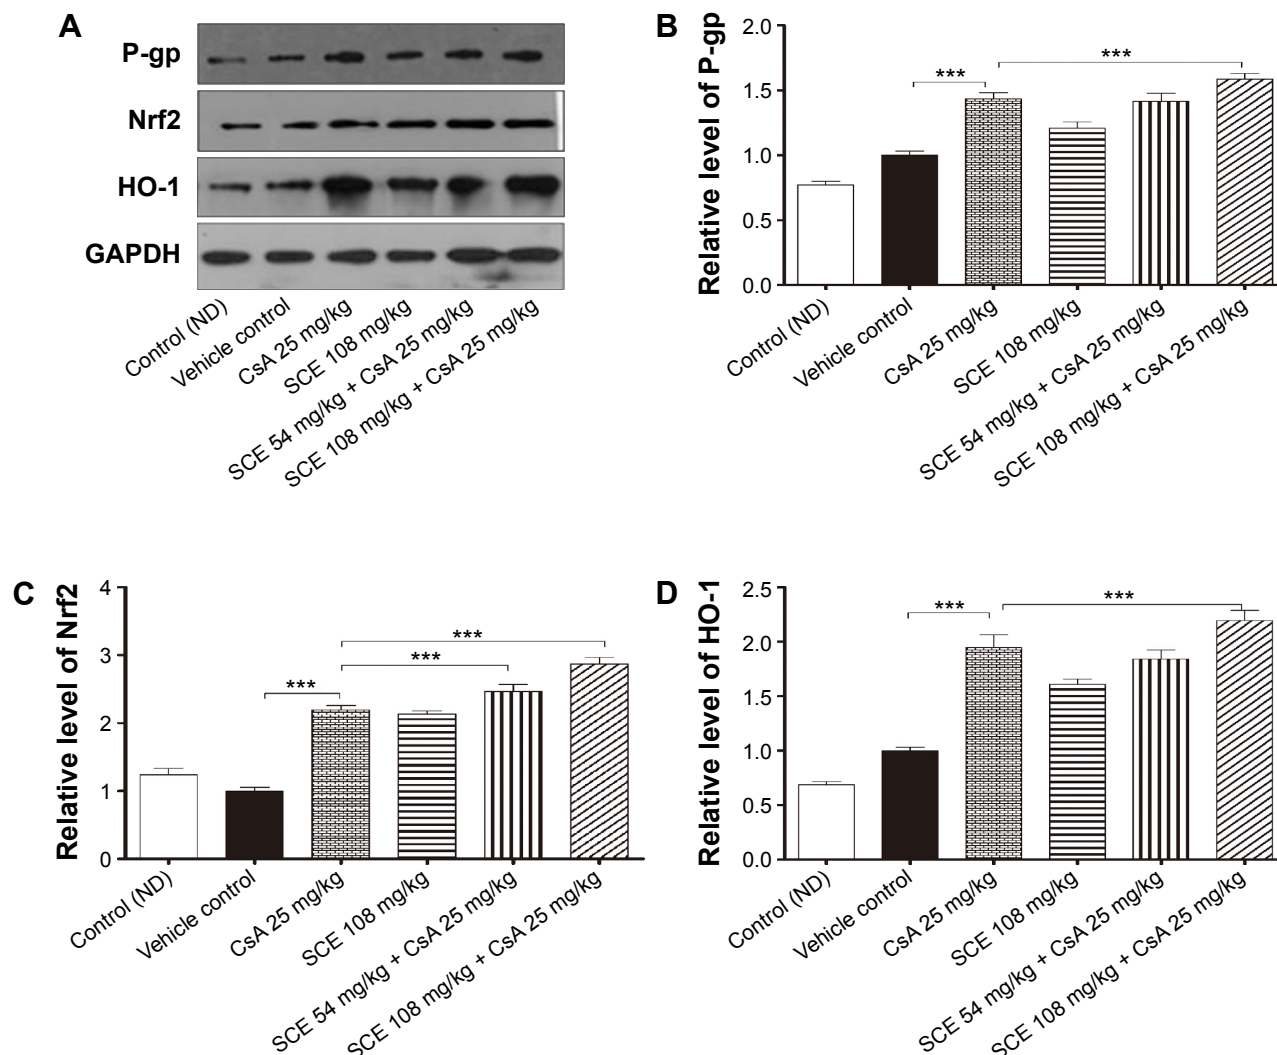 A
P-gp
Nrf2
HO-1
GAPDH
Control (ND)
Vehicle control
CsA 25 mg/kg
SCE 108 mg/kg
SCE 54 mg/kg + CsA 25 mg/kg
SCE 108 mg/kg + CsA 25 mg/kg
B
Relative level of P-gp
2.0
1.5
1.0
0.5
0.0
***
***
Control (ND)
Vehicle control
CsA 25 mg/kg
SCE 108 mg/kg
SCE 54 mg/kg + CsA 25 mg/kg
SCE 108 mg/kg + CsA 25 mg/kg
C
Relative level of Nrf2
4
3
2
1
0
***
***
***
Control (ND)
Vehicle control
CsA 25 mg/kg
SCE 108 mg/kg
SCE 54 mg/kg + CsA 25 mg/kg
SCE 108 mg/kg + CsA 25 mg/kg
D
Relative level of HO-1
2.5
2.0
1.5
1.0
0.5
0.0
***
***
Control (ND)
Vehicle control
CsA 25 mg/kg
SCE 108 mg/kg
SCE 54 mg/kg + CsA 25 mg/kg
SCE 108 mg/kg + CsA 25 mg/kg